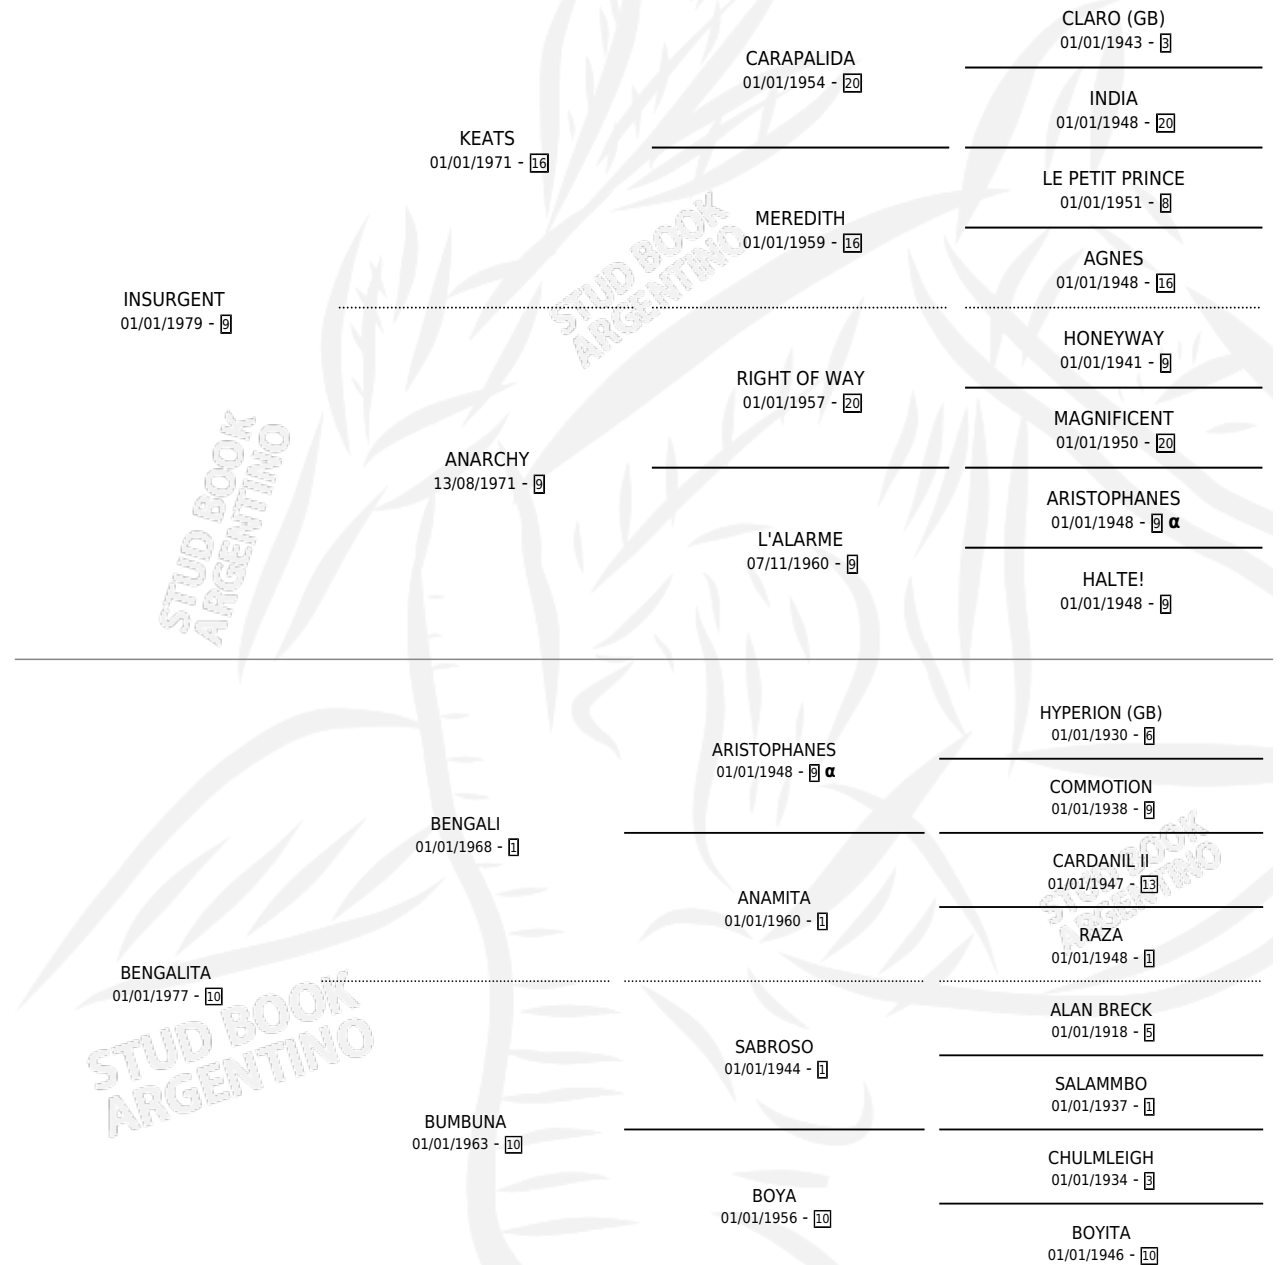 CLARO (GB)
01/01/1943 - 3
CARAPALIDA
01/01/1954 - 20
INDIA
01/01/1948 - 20
KEATS
01/01/1971 - 16
LE PETIT PRINCE
01/01/1951 - 8
MEREDITH
01/01/1959 - 16
AGNES
01/01/1948 - 16
INSURGENT
01/01/1979 - 9
HONEYWAY
01/01/1941 - 9
RIGHT OF WAY
01/01/1957 - 20
MAGNIFICENT
01/01/1950 - 20
ANARCHY
13/08/1971 - 9
ARISTOPHANES
01/01/1948 - 9 α
L'ALARME
07/11/1960 - 9
HALTE!
01/01/1948 - 9
HYPERION (GB)
01/01/1930 - 6
ARISTOPHANES
01/01/1948 - 9 α
COMMOTION
01/01/1938 - 9
BENGALI
01/01/1968 - 1
CARDANIL II
01/01/1947 - 13
ANAMITA
01/01/1960 - 1
RAZA
01/01/1948 - 1
BENGALITA
01/01/1977 - 10
ALAN BRECK
01/01/1918 - 5
SABROSO
01/01/1944 - 1
SALAMMBO
01/01/1937 - 1
BUMBUNA
01/01/1963 - 10
CHULMLEIGH
01/01/1934 - 3
BOYA
01/01/1956 - 10
BOYITA
01/01/1946 - 10
STUD BOOK
ARGENTINO
STUD BOOK
ARGENTINO
STUD BOOK
ARGENTINO
STUD BOOK
ARGENTINO